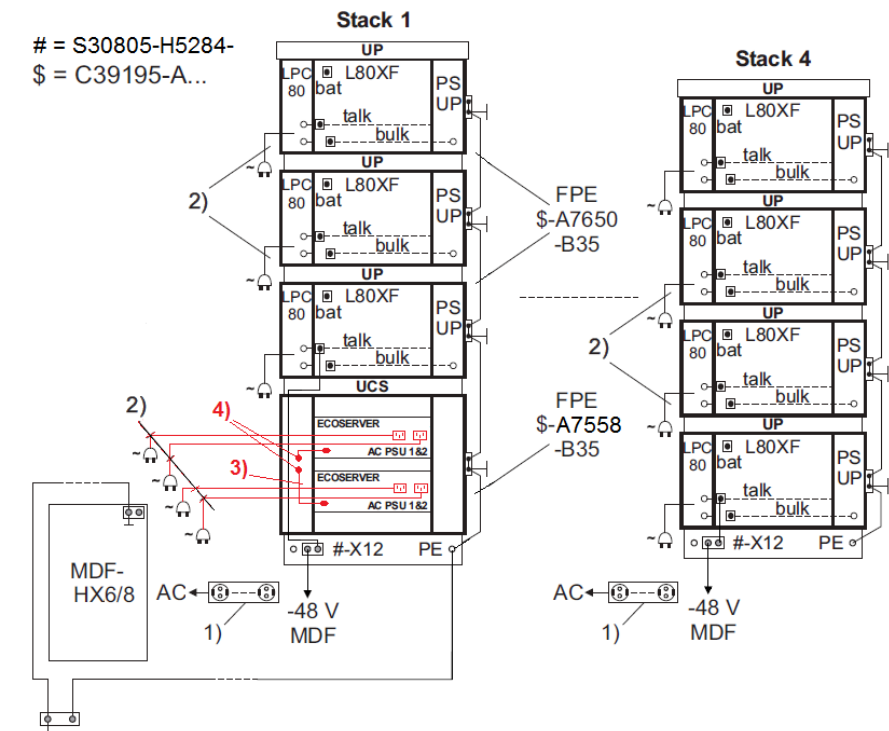 # = S30805-H5284-
$ = C39195-A...
Stack 1
UP
LPC 80
bat
L80XF
talk
bulk
PS UP
~
UP
LPC 80
bat
L80XF
talk
bulk
PS UP
~
UP
LPC 80
bat
L80XF
talk
bulk
PS UP
~
2)
UCS
ECOSERVER
AC PSU 1&2
ECOSERVER
AC PSU 1&2
2)
4)
3)
~
~
~
~
#-X12
PE
-48 V
MDF
AC
1)
MDF-
HX6/8
FPE
$-A7650
-B35
FPE
$-A7558
-B35
Stack 4
UP
LPC 80
bat
L80XF
talk
bulk
PS UP
~
UP
LPC 80
bat
L80XF
talk
bulk
PS UP
~
UP
LPC 80
bat
L80XF
talk
bulk
PS UP
~
2)
UP
LPC 80
bat
L80XF
talk
bulk
PS UP
~
#-X12
PE
AC
1)
-48 V
MDF